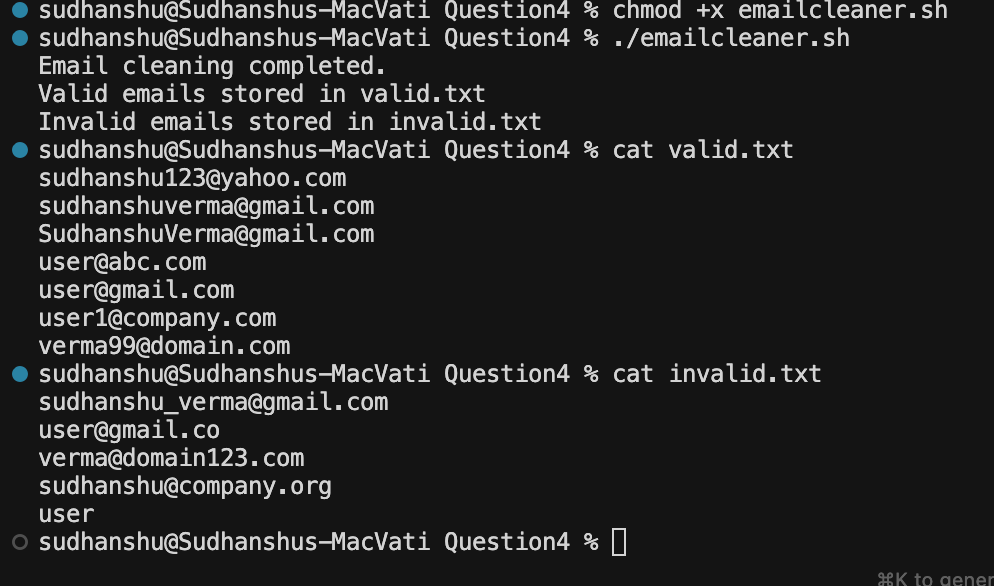 sudhanshu@Sudhanshus-MacVati Question4 % chmod +x emailcleaner.sh
sudhanshu@Sudhanshus-MacVati Question4 % ./emailcleaner.sh
Email cleaning completed.
Valid emails stored in valid.txt
Invalid emails stored in invalid.txt
sudhanshu@Sudhanshus-MacVati Question4 % cat valid.txt
sudhanshu123@yahoo.com
sudhanshuverma@gmail.com
SudhanshuVerma@gmail.com
user@abc.com
user@gmail.com
user1@company.com
verma99@domain.com
sudhanshu@Sudhanshus-MacVati Question4 % cat invalid.txt
sudhanshu_verma@gmail.com
user@gmail.co
verma@domain123.com
sudhanshu@company.org
user
sudhanshu@Sudhanshus-MacVati Question4 %
⌘K to gener